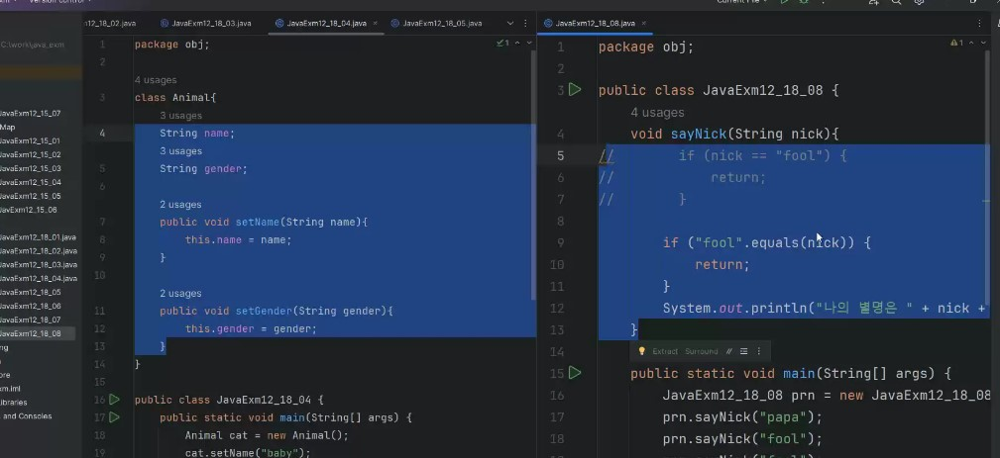 Current File
Version control
J12_18_02.java
JavaExm12_18_03.java
JavaExm12_18_04.java
JavaExm12_18_05.java
JavaExm12_18_08.java
C:\work\java_exm
JavaExm12_15_07
Map
JavaExm12_15_01
JavaExm12_15_02
JavaExm12_15_03
JavaExm12_15_04
JavaExm12_15_05
JavExm12_15_06
JavaExm12_18_01.java
JavaExm12_18_02.java
JavaExm12_18_03.java
JavaExm12_18_04.java
JavaExm12_18_05
JavaExm12_18_06
JavaExm12_18_07
JavaExm12_18_08
xm.iml
Libraries
and Consoles
1 package obj;
1
2
4 usages
3 class Animal{
3 usages
4 String name;
3 usages
5 String gender;
6
2 usages
7 public void setName(String name){
8 this.name = name;
9 }
10
2 usages
11 public void setGender(String gender){
12 this.gender = gender;
13 }
14 }
15
16 public class JavaExm12_18_04 {
17 public static void main(String[] args) {
18 Animal cat = new Animal();
19 cat.setName("baby");
1 package obj;
1
2
3 public class JavaExm12_18_08 {
4 usages
4 void sayNick(String nick){
5 // if (nick == "fool") {
6 // return;
7 // }
8
9 if ("fool".equals(nick)) {
10 return;
11 }
12 System.out.println("나의 별명은 " + nick +
13 }
Extract Surround //
14
15 public static void main(String[] args) {
16 JavaExm12_18_08 prn = new JavaExm12_18_08
17 prn.sayNick("papa");
18 prn.sayNick("fool");